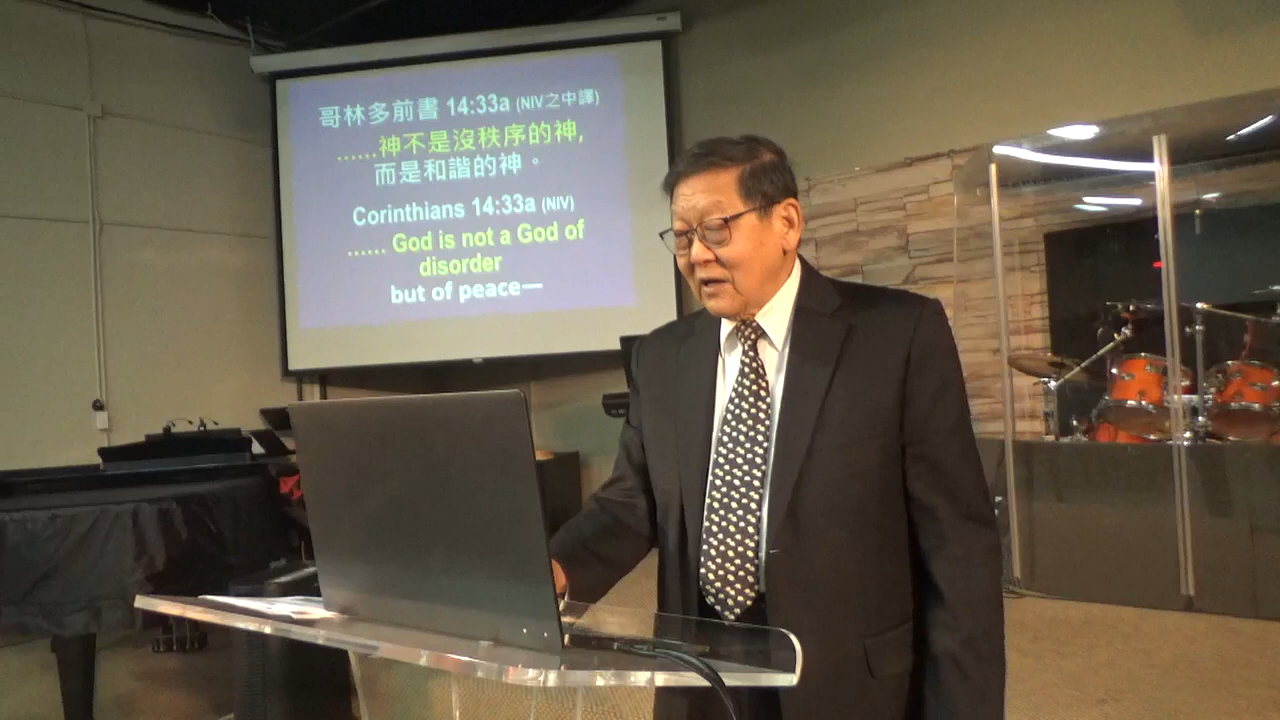 哥林多前書 14:33a (NIV之中譯)
……神不是沒秩序的神,
而是和諧的神。
Corinthians 14:33a (NIV)
…… God is not a God of
disorder
but of peace—